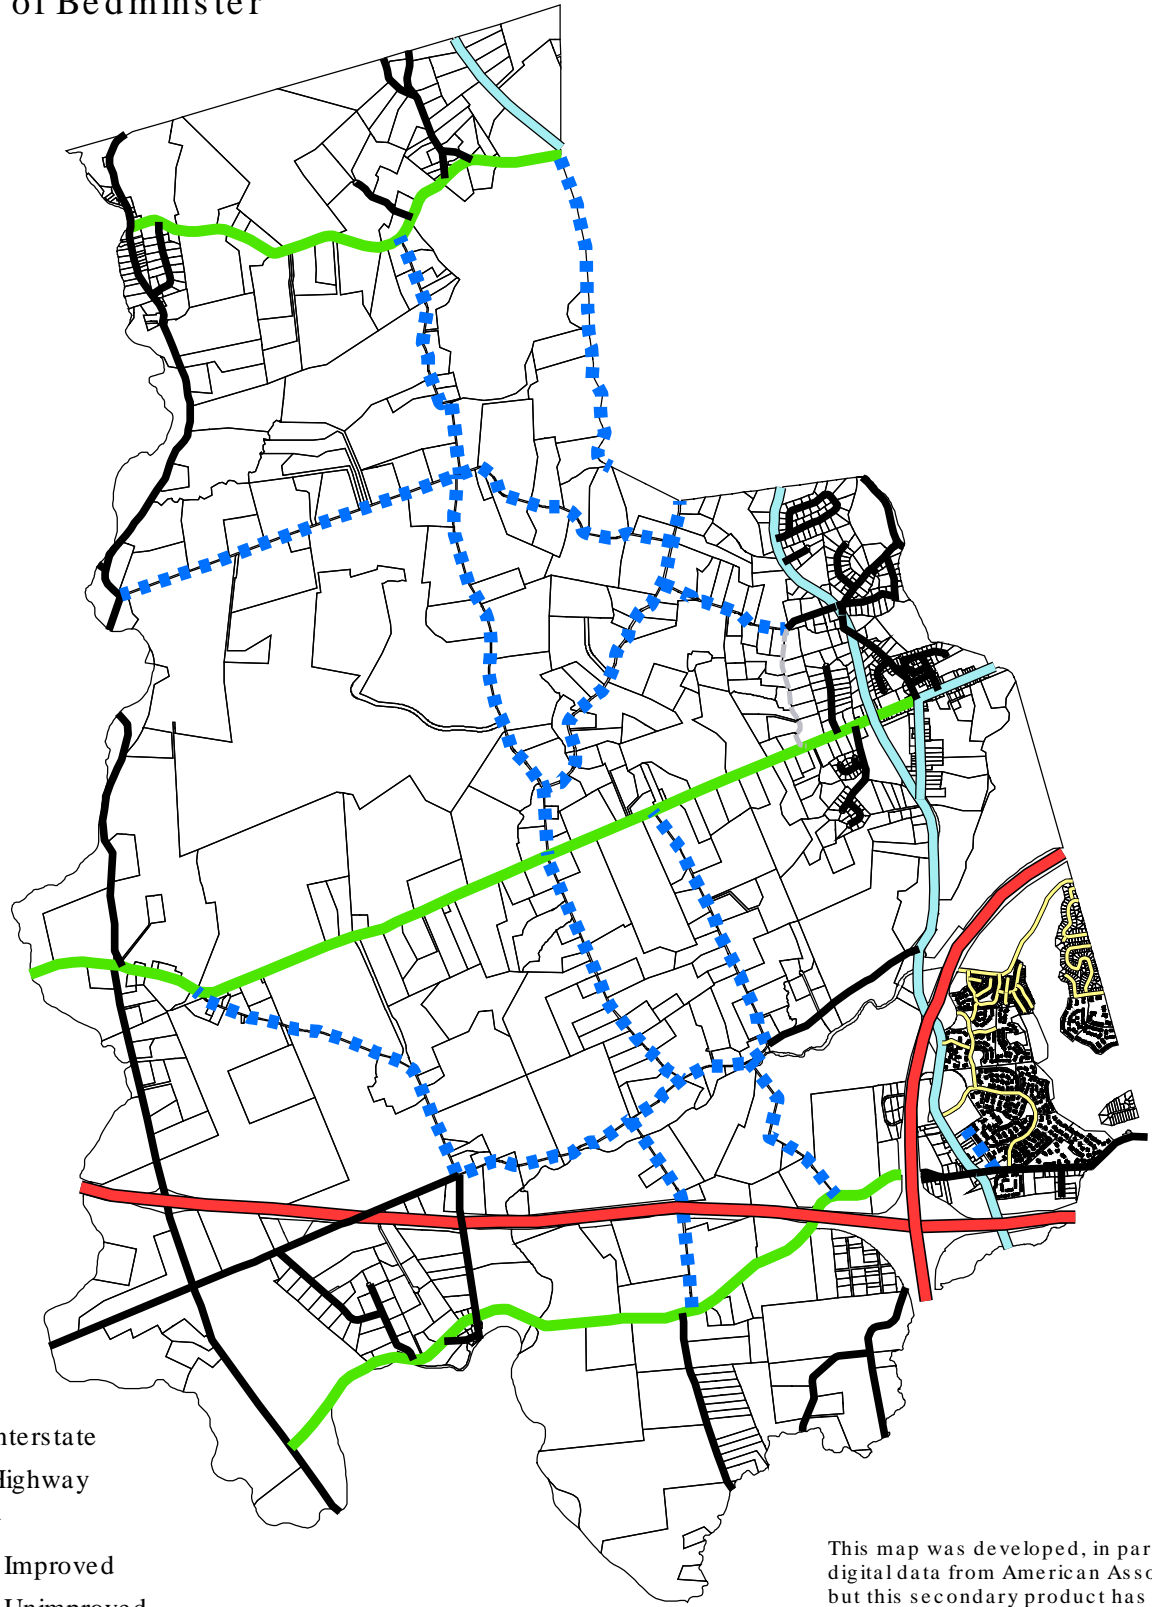 of Bedminster
nterstate
Highway
Improved
Unimproved
This map was developed, in par
digital data from American Asso
but this secondary product has